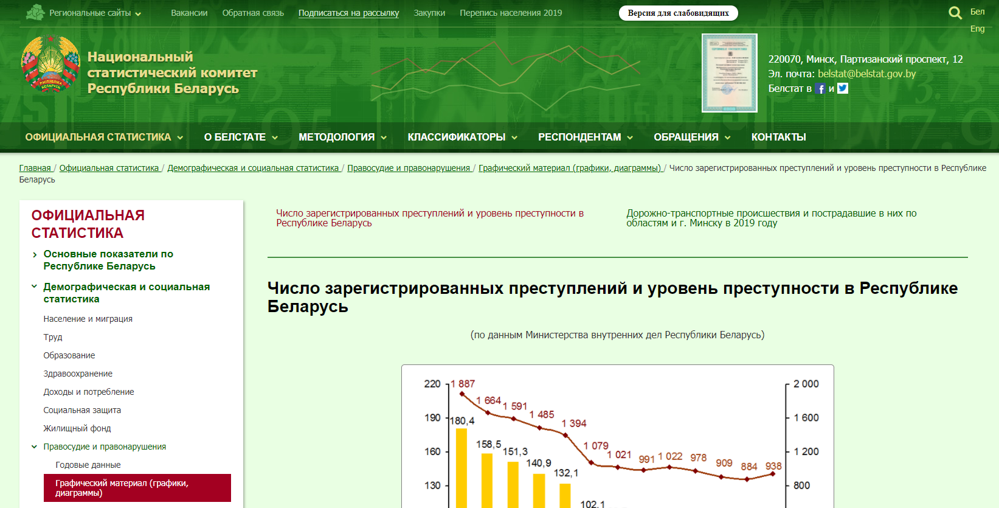 Региональные сайты
Вакансии
Обратная связь
Подписаться на рассылку
Закупки
Перепись населения 2019
Версия для слабовидящих
Бел
Eng
Национальный
статистический комитет
Республики Беларусь
РЭСПУБЛІКА
БЕЛАРУСЬ
220070, Минск, Партизанский проспект, 12
Эл. почта: belstat@belstat.gov.by
Белстат в f и
ОФИЦИАЛЬНАЯ СТАТИСТИКА
О БЕЛСТАТЕ
МЕТОДОЛОГИЯ
КЛАССИФИКАТОРЫ
РЕСПОНДЕНТАМ
ОБРАЩЕНИЯ
КОНТАКТЫ
Главная / Официальная статистика / Демографическая и социальная статистика / Правосудие и правонарушения / Графический материал (графики, диаграммы) / Число зарегистрированных преступлений и уровень преступности в Республике
Беларусь
ОФИЦИАЛЬНАЯ
СТАТИСТИКА
Основные показатели по
Республике Беларусь
Демографическая и социальная
статистика
Население и миграция
Труд
Образование
Здравоохранение
Доходы и потребление
Социальная защита
Жилищный фонд
Правосудие и правонарушения
Годовые данные
Графический материал (графики,
диаграммы)
Число зарегистрированных преступлений и уровень преступности в
Республике Беларусь
Дорожно-транспортные происшествия и пострадавшие в них по
областям и г. Минску в 2019 году
Число зарегистрированных преступлений и уровень преступности в Республике
Беларусь
(по данным Министерства внутренних дел Республики Беларусь)
220
190
160
130
1 887
1 664
1 591
1 485
1 394
1 079
1 021
991
1 022
978
909
884
938
180,4
158,5
151,3
140,9
132,1
102,1
2 000
1 600
1 200
800